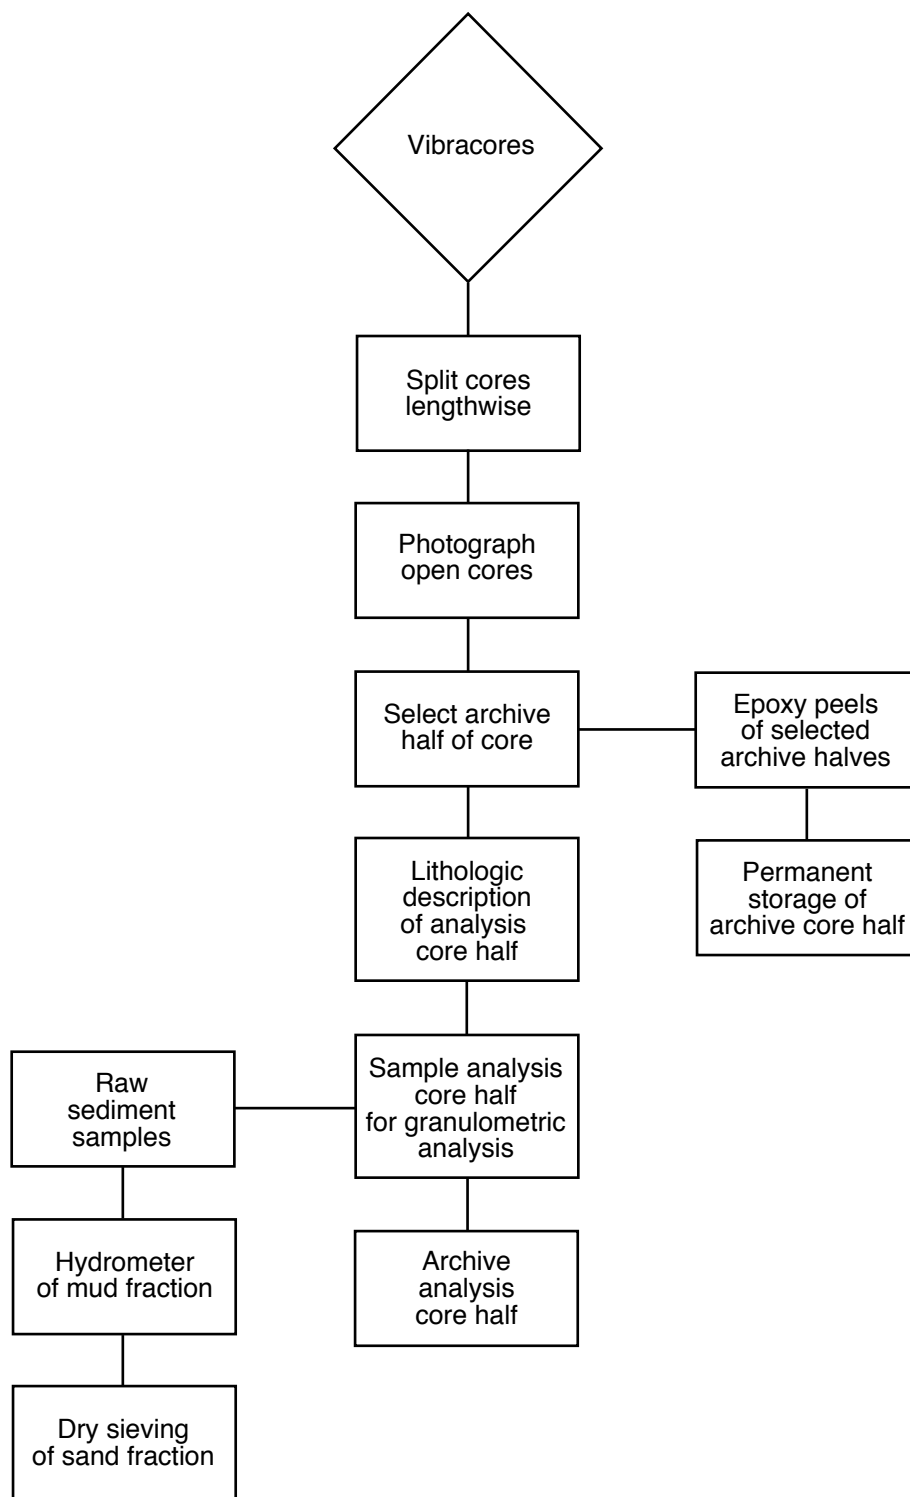 Vibracores
Split cores
lengthwise
Photograph
open cores
Select archive
half of core
Epoxy peels
of selected
archive halves
Permanent
storage of
archive core half
Lithologic
description
of analysis
core half
Sample analysis
core half
for granulometric
analysis
Raw
sediment
samples
Hydrometer
of mud fraction
Dry sieving
of sand fraction
Archive
analysis
core half